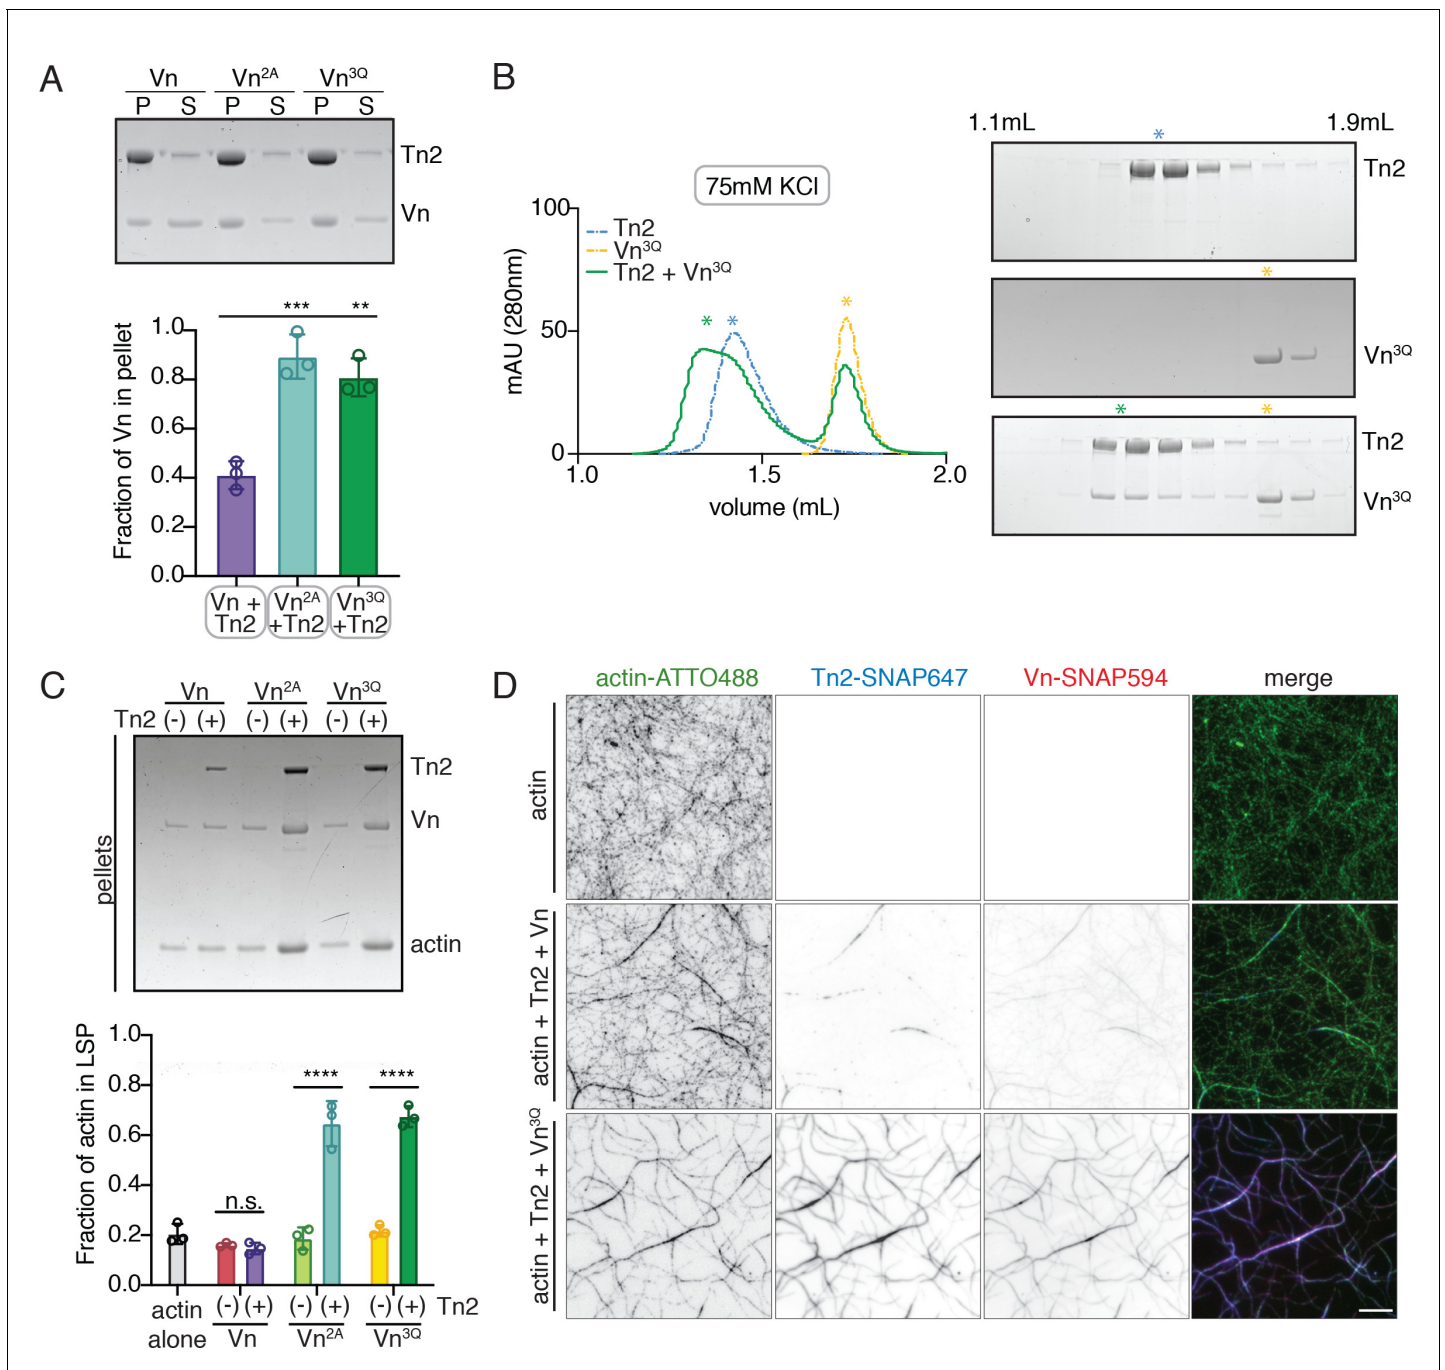 A
Vn Vn2A Vn3Q
P S P S P S
Tn2
Vn
*** **
Fraction of Vn in pellet
1.0
0.8
0.6
0.4
0.2
0.0
Vn + Tn2
Vn2A +Tn2
Vn3Q +Tn2
B
75mM KCl
mAU (280nm)
100
50
0
Tn2
Vn3Q
Tn2 + Vn3Q
* * *
1.0 1.5 2.0
volume (mL)
1.1mL 1.9mL
*
Tn2
*
Vn3Q
* *
Tn2
Vn3Q
C
Vn Vn2A Vn3Q
Tn2 (-) (+) (-) (+) (-) (+)
pellets
Tn2
Vn
actin
Fraction of actin in LSP
1.0
0.8
0.6
0.4
0.2
0.0
n.s. **** ****
actin alone
(-) (+) (-) (+) (-) (+) Tn2
Vn Vn2A Vn3Q
D
actin-ATTO488 Tn2-SNAP647 Vn-SNAP594 merge
actin
actin + Tn2 + Vn
actin + Tn2 + Vn3Q